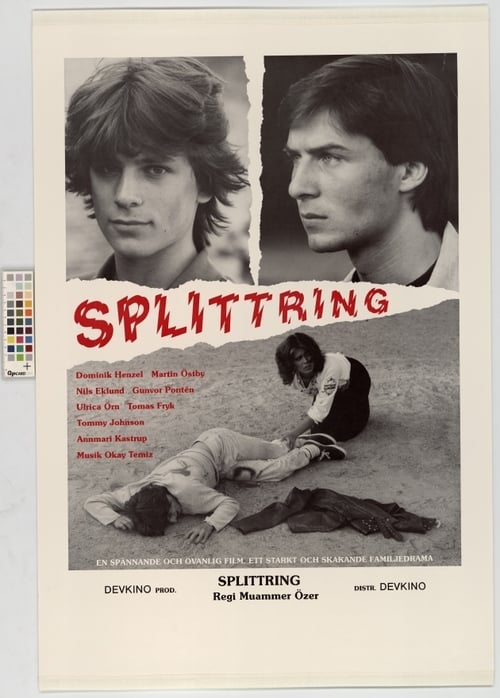 SPLITTRING
Dominik Henzel Martin Östby
Nils Eklund Gunvor Pontén
Ulrica Örn Tomas Fryk
Tommy Johnson
Annmari Kastrup
Musik Okay Temiz
EN SPÄNNANDE OCH OVANLIG FILM. ETT STARKT OCH SKAKANDE FAMILJEDRAMA
DEVKINO PROD.
SPLITTRING
Regi Muammer Özer
DISTR. DEVKINO